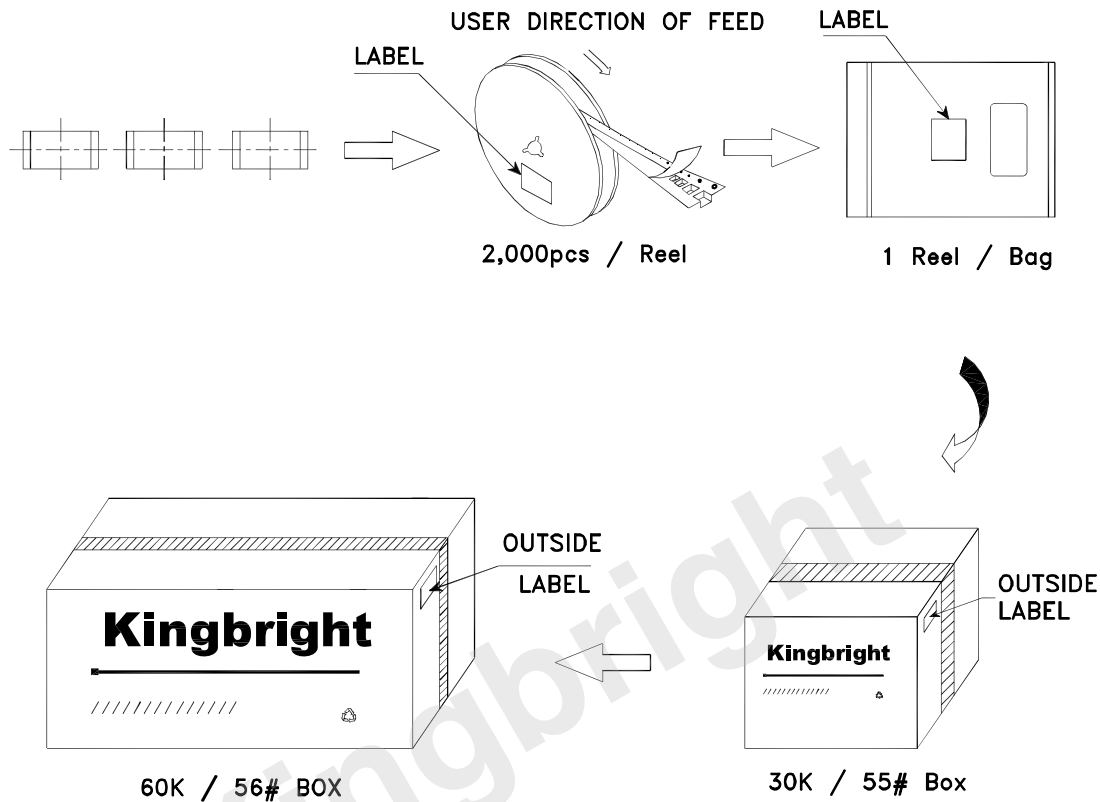 USER DIRECTION OF FEED
LABEL
LABEL
2,000pcs / Reel
1 Reel / Bag
OUTSIDE
LABEL
OUTSIDE
LABEL
Kingbright
Kingbright
60K / 56# BOX
30K / 55# Box
Kingbright